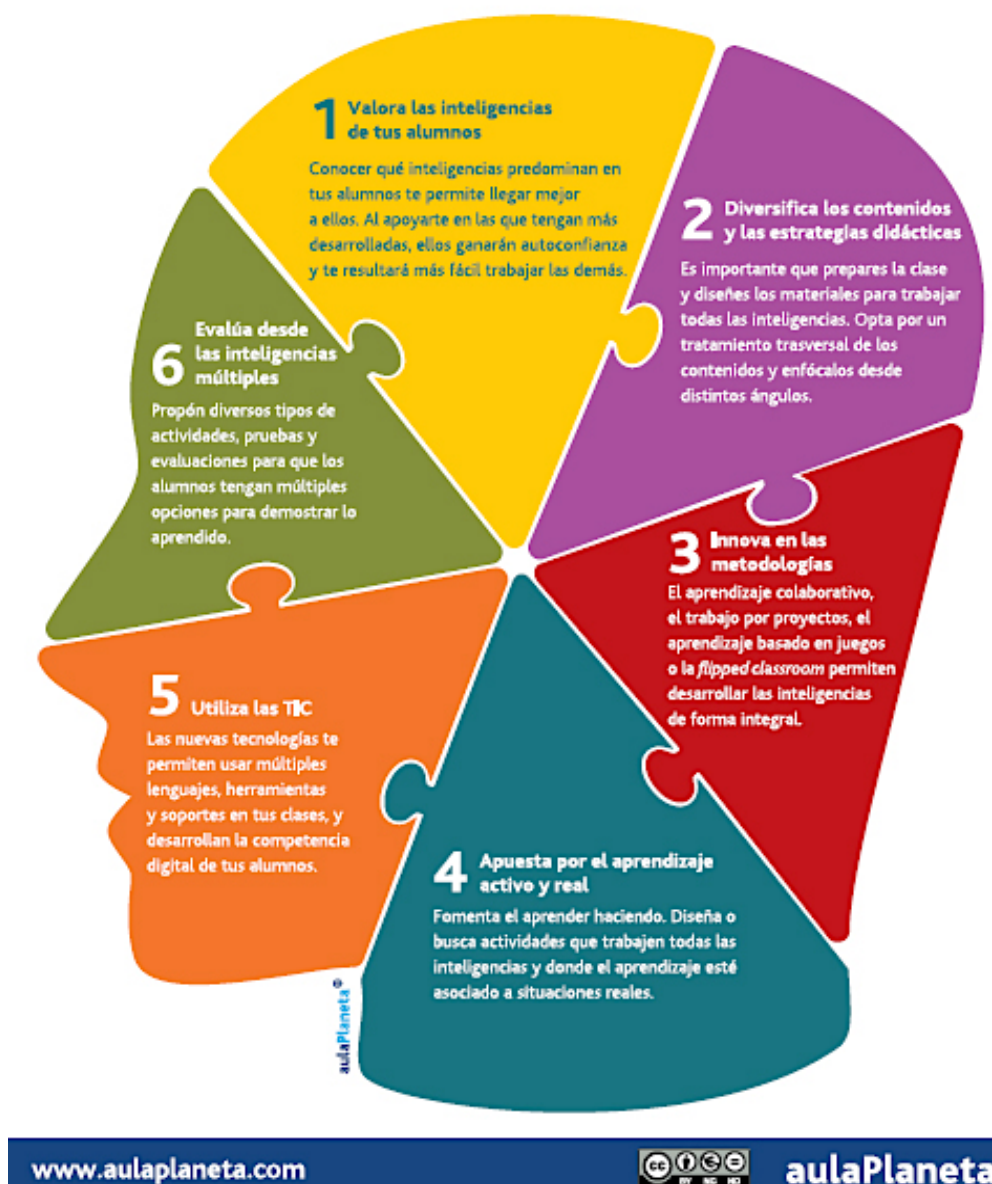 1 Valora las inteligencias
de tus alumnos
Conocer qué inteligencias predominan en
tus alumnos te permite llegar mejor
a ellos. Al apoyarte en las que tengan más
desarrolladas, ellos ganarán autoconfianza
y te resultará más fácil trabajar las demás.
2 Diversifica los contenidos
y las estrategias didácticas
Es importante que prepares la clase
y diseñes los materiales para trabajar
todas las inteligencias. Opta por un
tratamiento trasversal de los
contenidos y enfócalos desde
distintos ángulos.
3 Innova en las
metodologías
El aprendizaje colaborativo,
el trabajo por proyectos, el
aprendizaje basado en juegos
o la flipped classroom permiten
desarrollar las inteligencias
de forma integral.
4 Apuesta por el aprendizaje
activo y real
Fomenta el aprender haciendo. Diseña o
busca actividades que trabajen todas las
inteligencias y donde el aprendizaje esté
asociado a situaciones reales.
5 Utiliza las TIC
Las nuevas tecnologías te
permiten usar múltiples
lenguajes, herramientas
y soportes en tus clases, y
desarrollan la competencia
digital de tus alumnos.
6 Evalúa desde
las inteligencias
múltiples
Propón diversos tipos de
actividades, pruebas y
evaluaciones para que los
alumnos tengan múltiples
opciones para demostrar lo
aprendido.
aulaPlaneta
www.aulaplaneta.com
cc
BY NC ND
aulaPlaneta